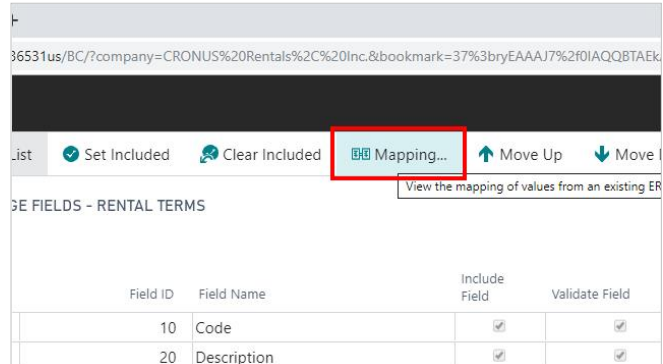 36531us/BC/?company=CRONUS%20Rentals%2C%20Inc.&bookmark=37%3bryEAAAJ7%2f0IAQQBTAEk
List Set Included Clear Included Mapping... Move Up Move
View the mapping of values from an existing ER
GE FIELDS - RENTAL TERMS
Include
Field ID Field Name Field Validate Field
10 Code
20 Description